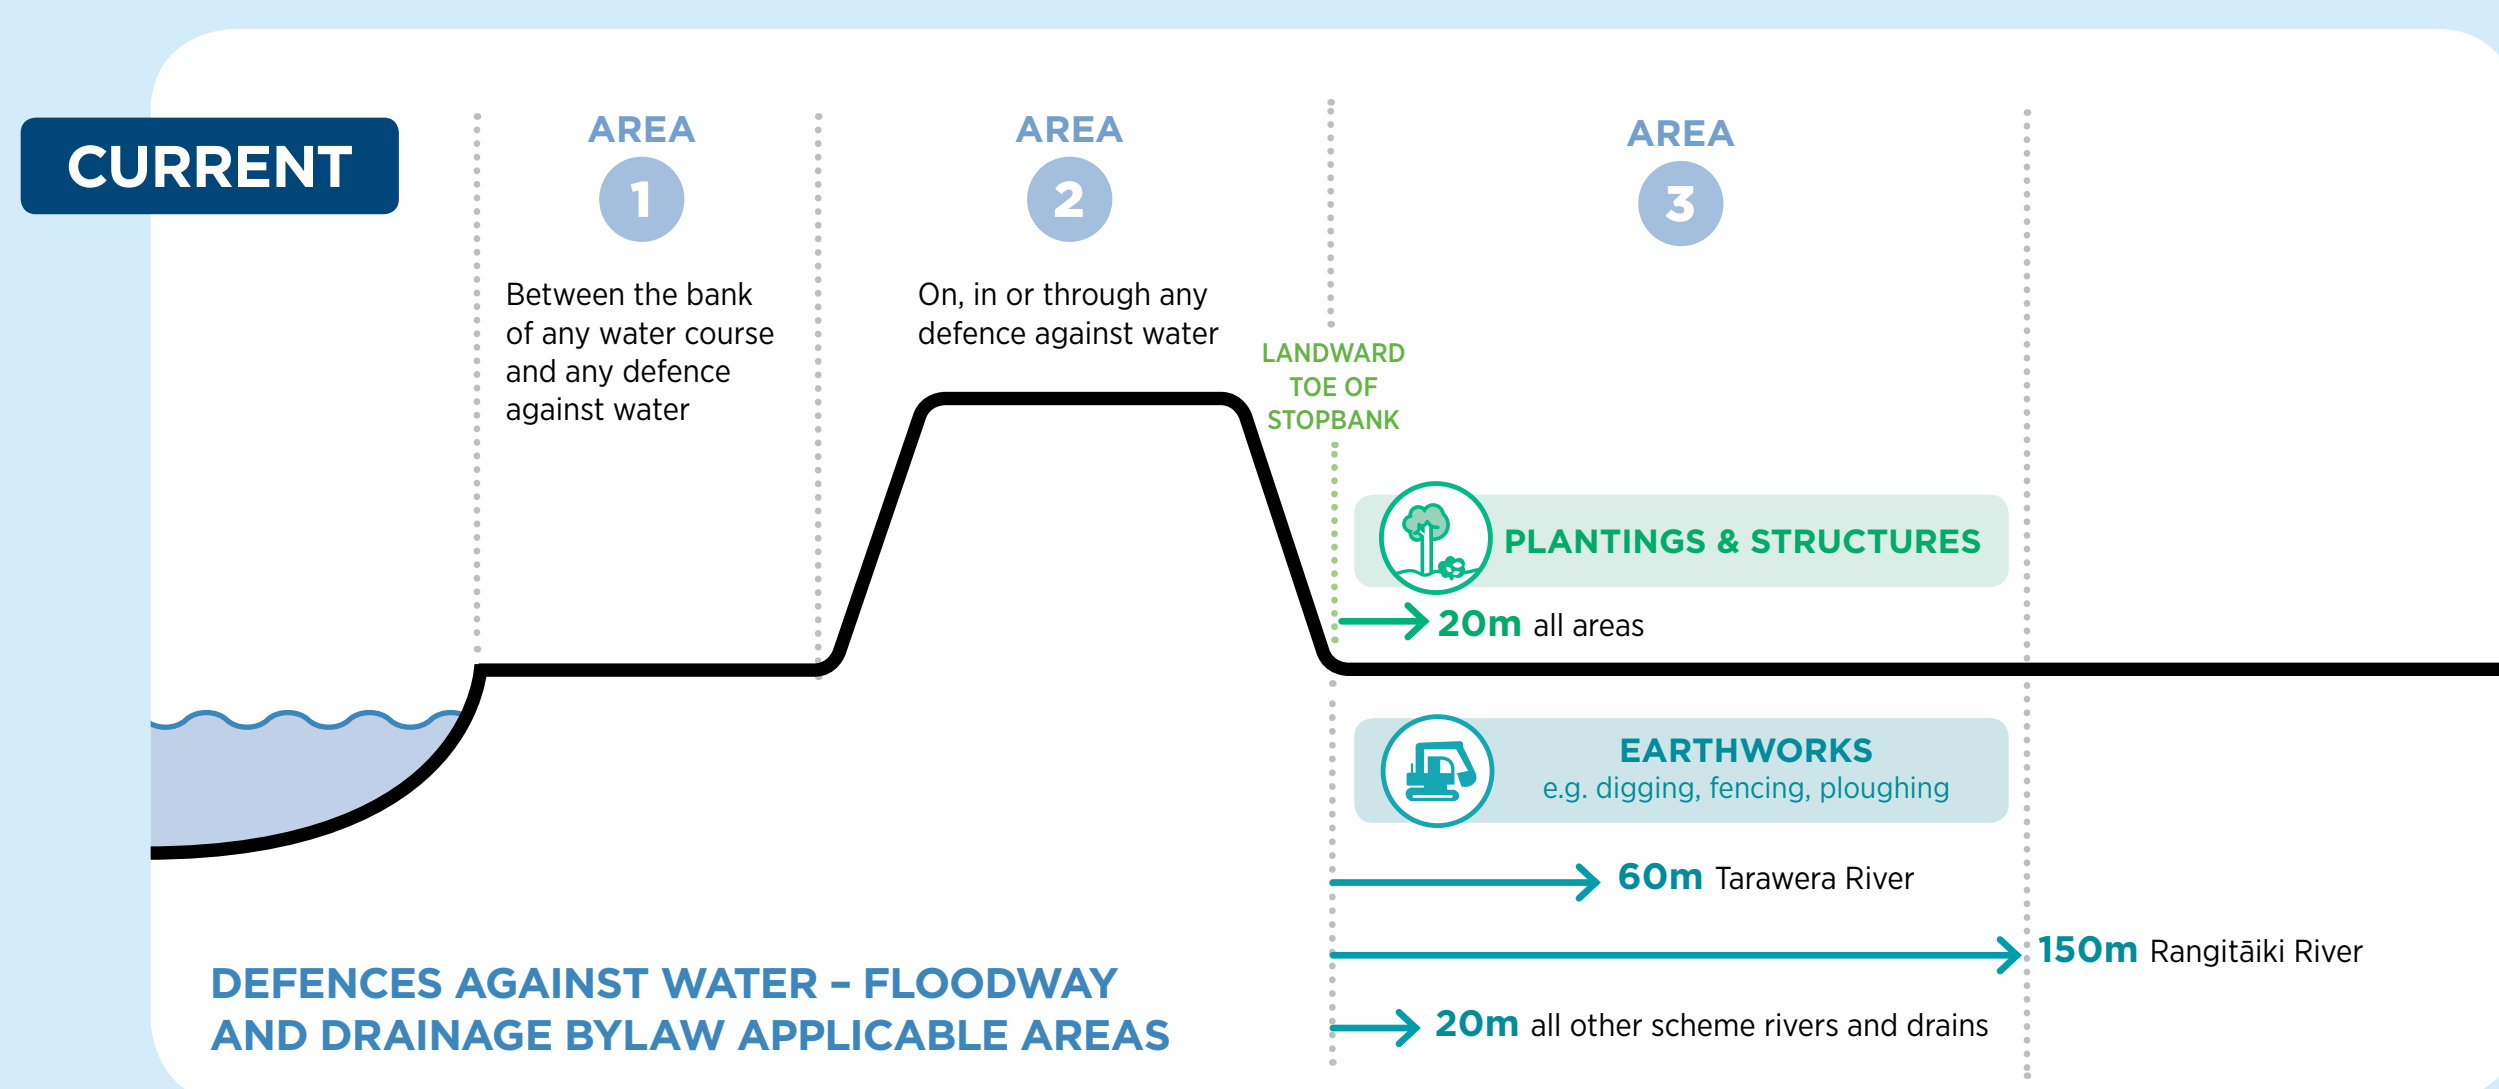 CURRENT
AREA
1
Between the bank
of any water course
and any defence
against water
AREA
2
On, in or through any
defence against water
LANDWARD
TOE OF
STOPBANK
AREA
3
PLANTINGS & STRUCTURES
20m all areas
EARTHWORKS
e.g. digging, fencing, ploughing
60m Tarawera River
150m Rangitāiki River
20m all other scheme rivers and drains
DEFENCES AGAINST WATER – FLOODWAY
AND DRAINAGE BYLAW APPLICABLE AREAS